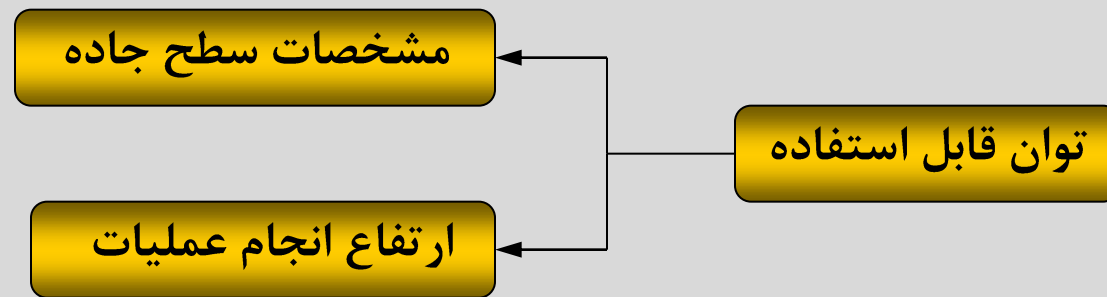 توان قابل استفاده
مشخصات سطح جاده
ارتفاع انجام عملیات